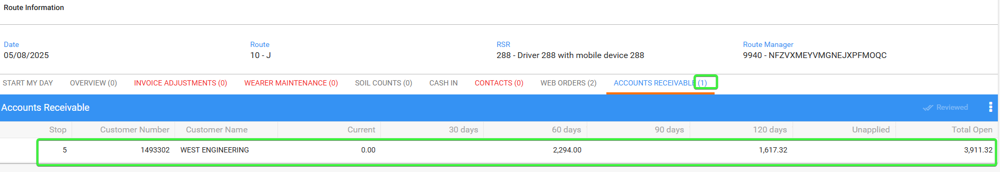 Route Information
Date Route RSR Route Manager
05/08/2025 10 - J 288 - Driver 288 with mobile device 288 9940 - NFZVXMEYVMGNEJXPFMOQC
START MY DAY OVERVIEW (0) INVOICE ADJUSTMENTS (0) WEARER MAINTENANCE (0) SOIL COUNTS (0) CASH IN CONTACTS (0) WEB ORDERS (2) ACCOUNTS RECEIVABLE (1)
Accounts Receivable Reviewed
Stop Customer Number Customer Name Current 30 days 60 days 90 days 120 days Unapplied Total Open
5 1493302 WEST ENGINEERING 0.00 2,294.00 1,617.32 3,911.32